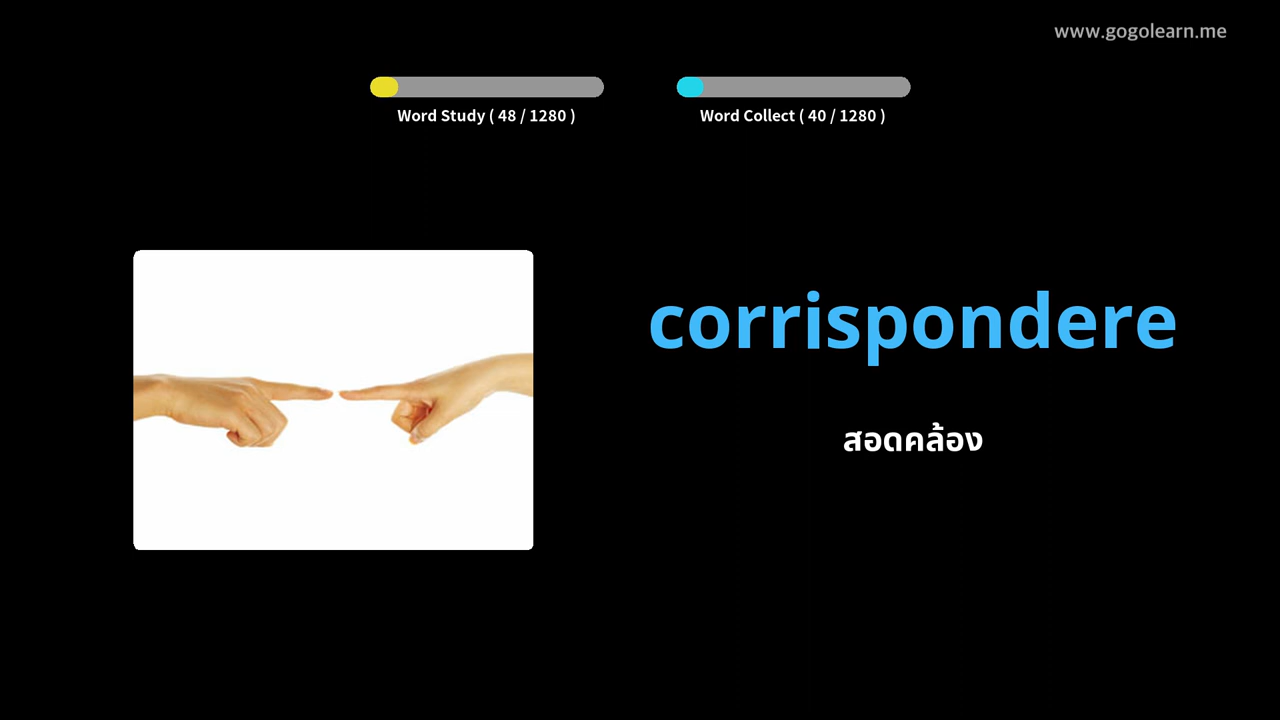 www.gogolearn.me
Word Study ( 48 / 1280 )
Word Collect ( 40 / 1280 )
corrispondere
สอดคล้อง